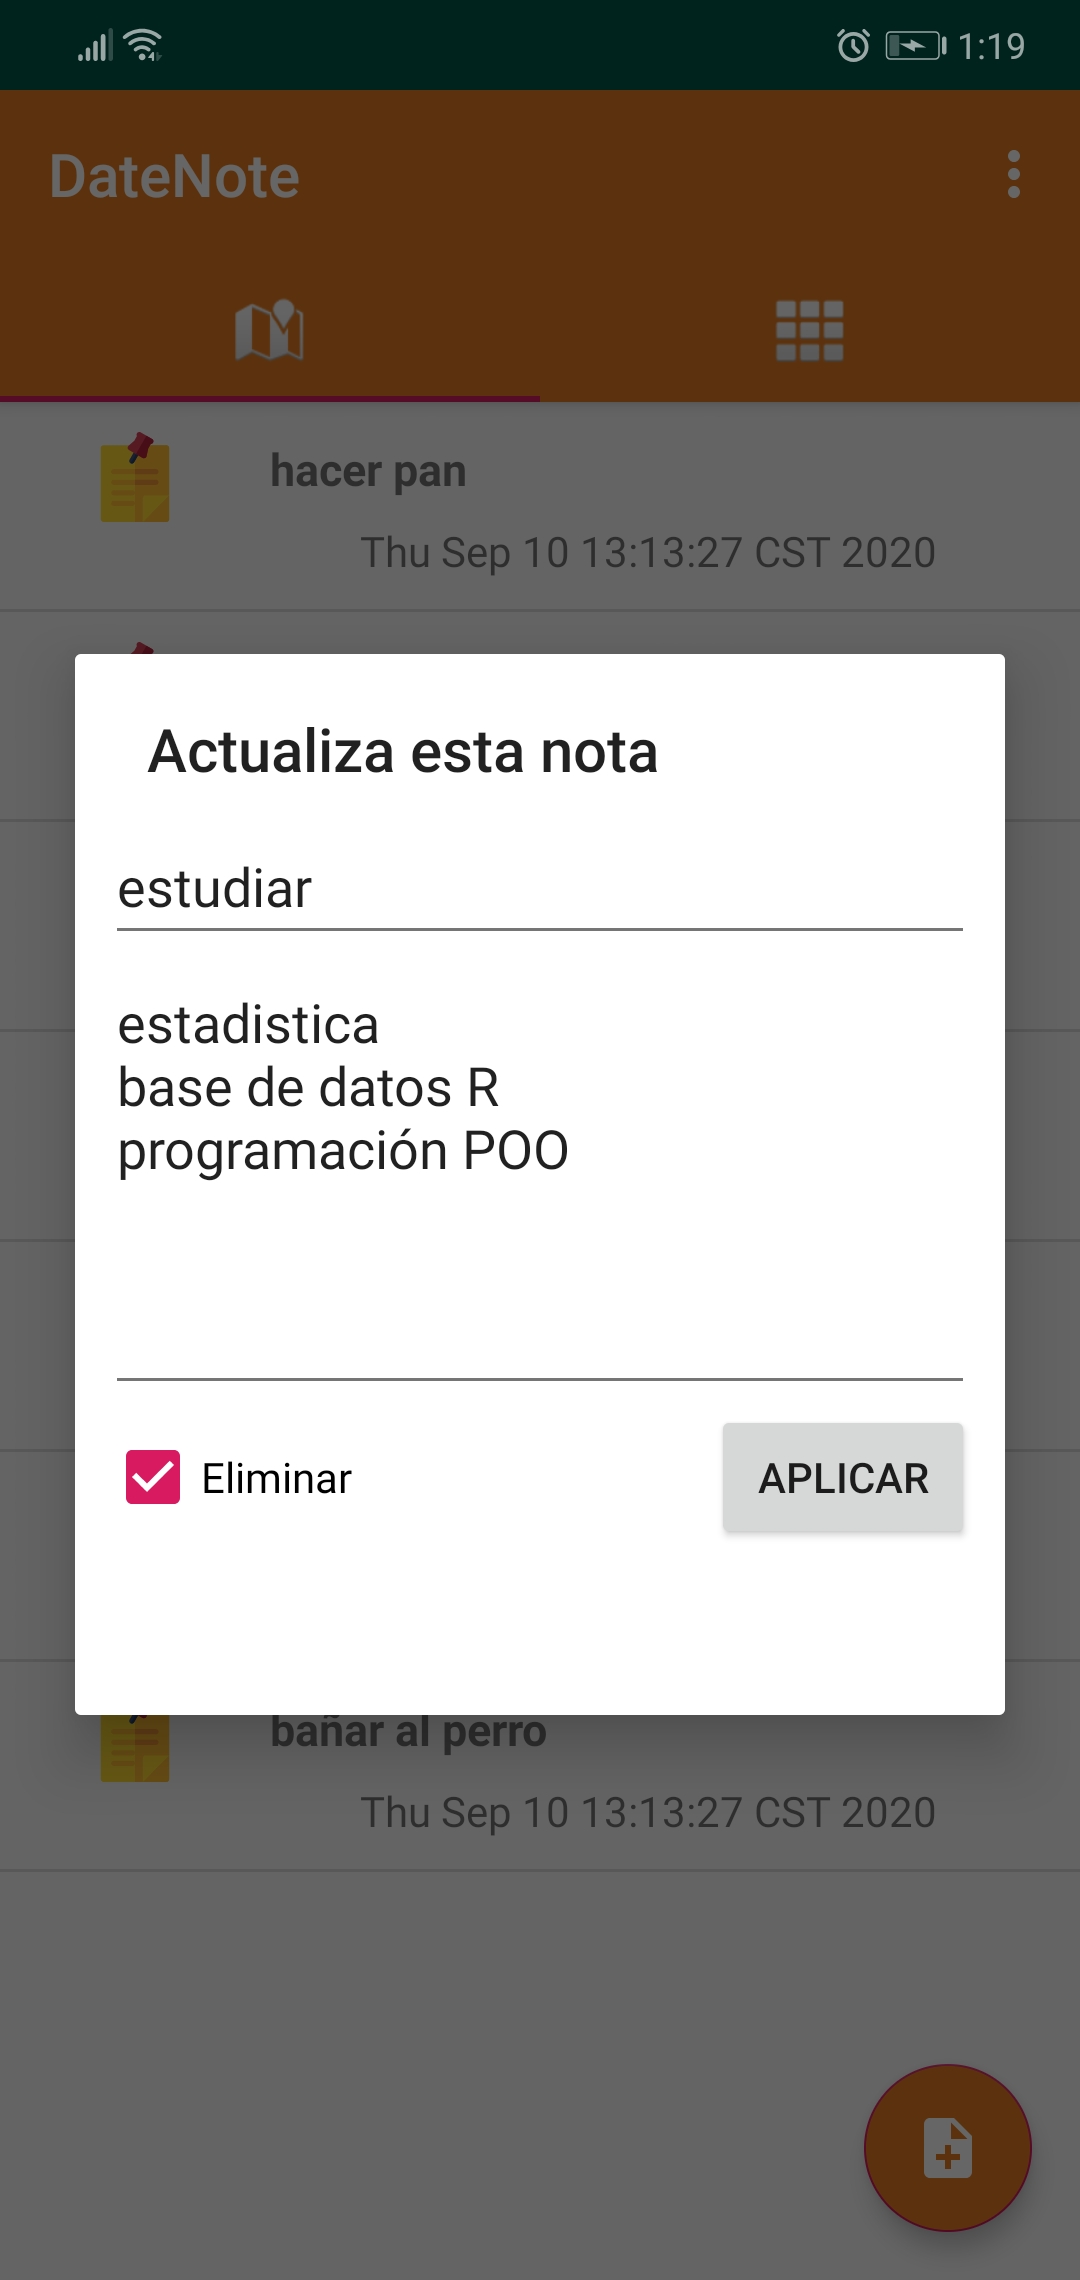 1:19
DateNote
hacer pan
Thu Sep 10 13:13:27 CST 2020
Actualiza esta nota
estudiar
estadistica
base de datos R
programación POO
Eliminar
APLICAR
bañar al perro
Thu Sep 10 13:13:27 CST 2020